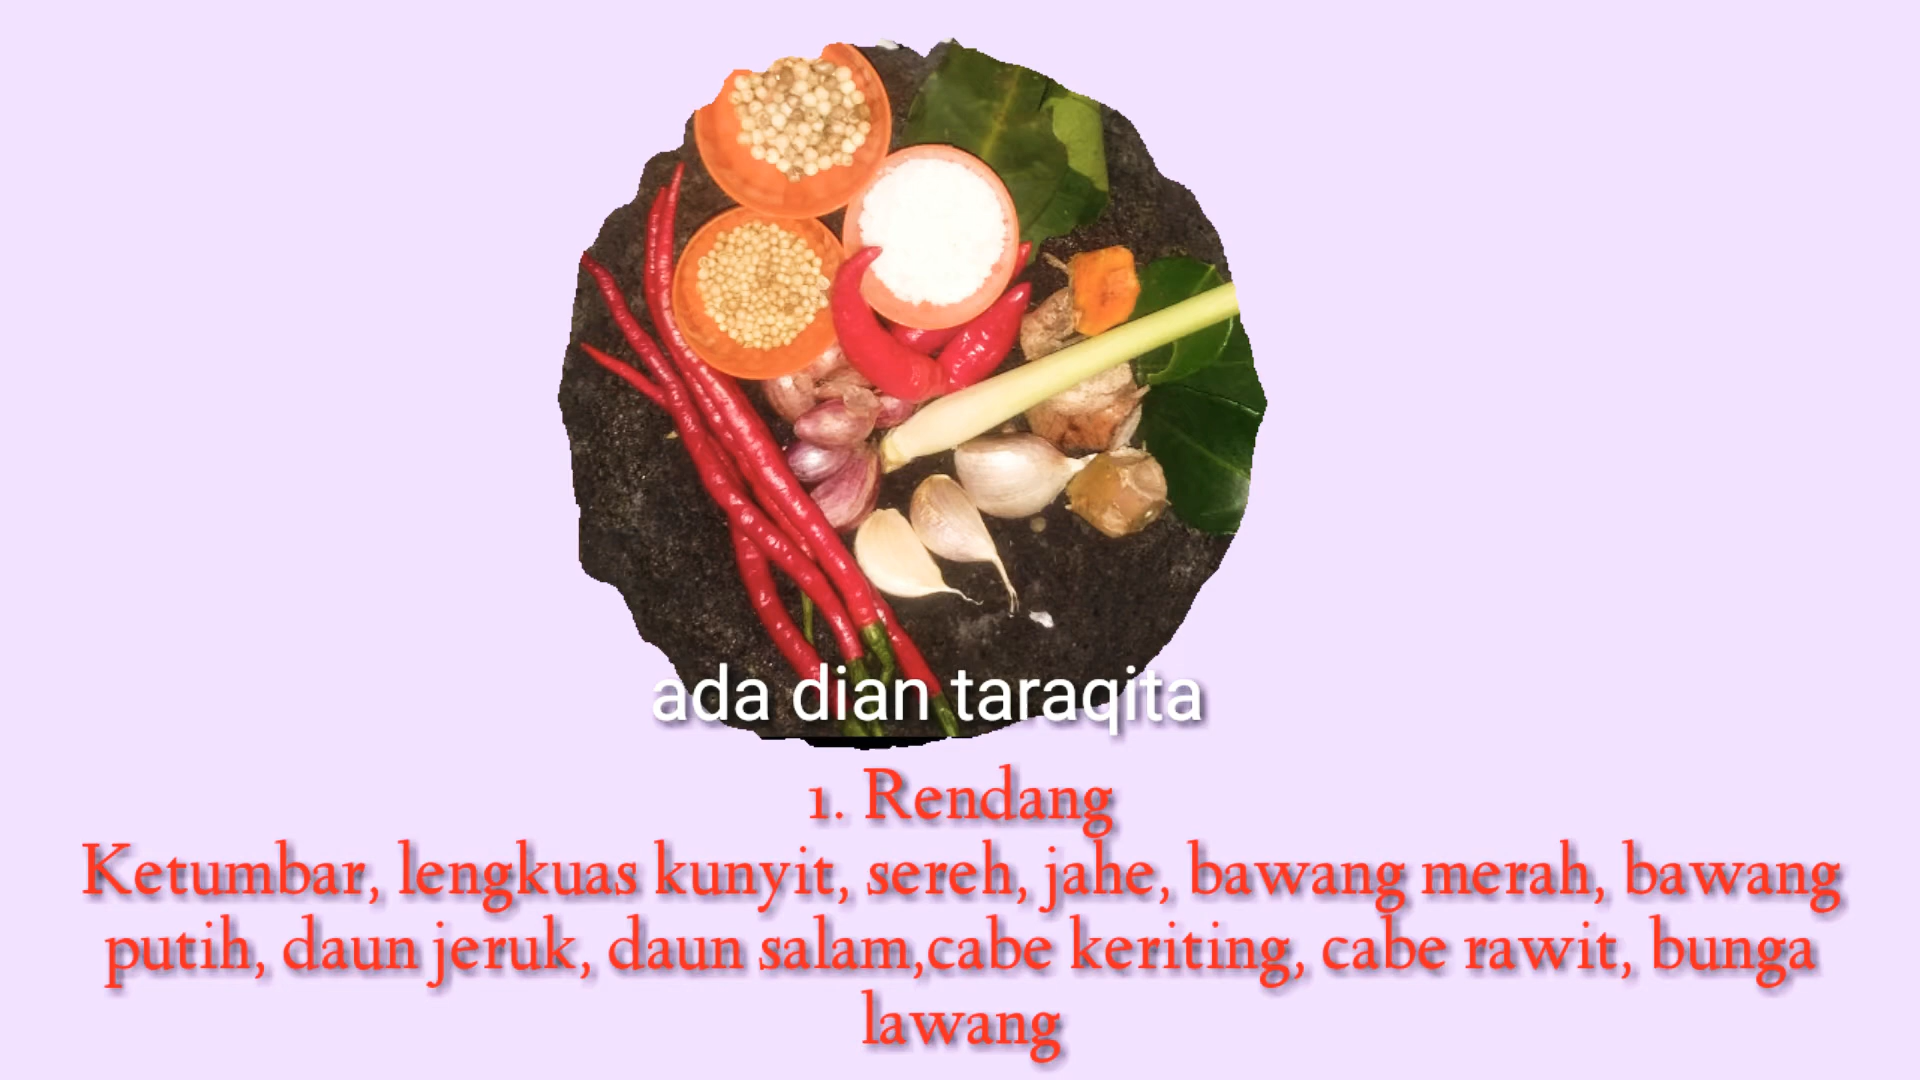 ada dian taraqita
1. Rendang
Ketumbar, lengkuas kunyit, sereh, jahe, bawang merah, bawang
putih, daun jeruk, daun salam,cabe keriting, cabe rawit, bunga
lawang